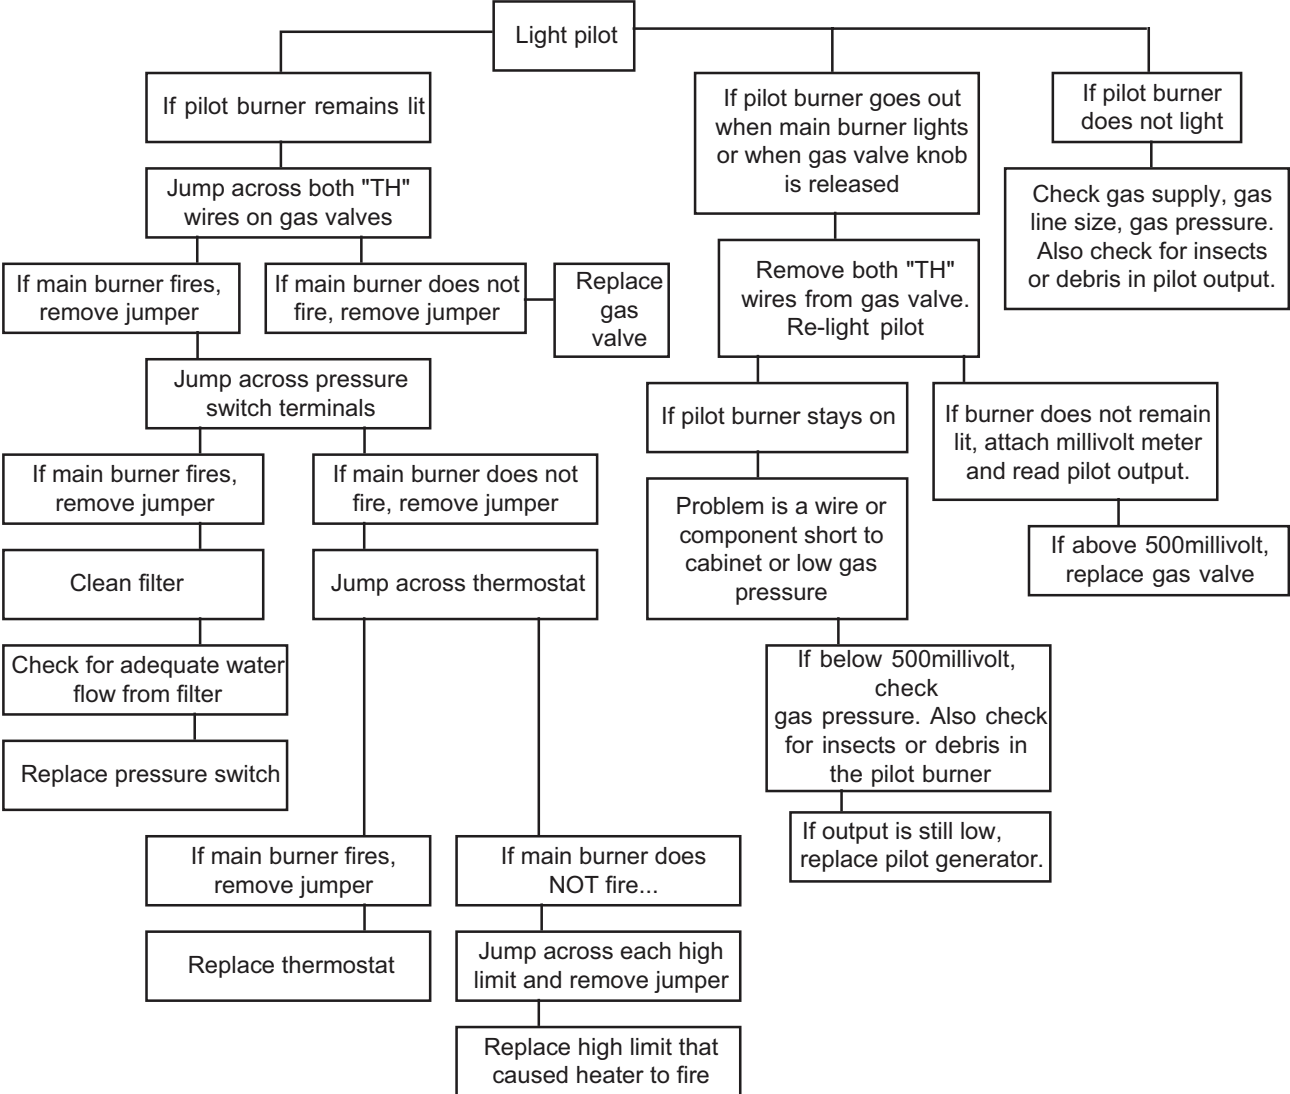 Light pilot
If pilot burner remains lit
If pilot burner goes out
when main burner lights
or when gas valve knob
is released
If pilot burner
does not light
Jump across both "TH"
wires on gas valves
Check gas supply, gas
line size, gas pressure.
Also check for insects
or debris in pilot output.
If main burner fires,
remove jumper
If main burner does not
fire, remove jumper
Replace
gas
valve
Remove both "TH"
wires from gas valve.
Re-light pilot
Jump across pressure
switch terminals
If pilot burner stays on
If burner does not remain
lit, attach millivolt meter
and read pilot output.
If main burner fires,
remove jumper
If main burner does not
fire, remove jumper
Problem is a wire or
component short to
cabinet or low gas
pressure
If above 500millivolt,
replace gas valve
Clean filter
Jump across thermostat
Check for adequate water
flow from filter
If below 500millivolt,
check
gas pressure. Also check
for insects or debris in
the pilot burner
Replace pressure switch
If output is still low,
replace pilot generator.
If main burner fires,
remove jumper
If main burner does
NOT fire...
Replace thermostat
Jump across each high
limit and remove jumper
Replace high limit that
caused heater to fire